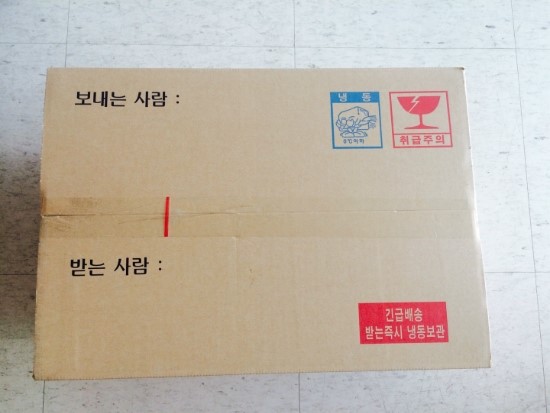 보내는 사람 :
냉동
취급주의
받는 사람 :
긴급배송
받는즉시 냉동보관